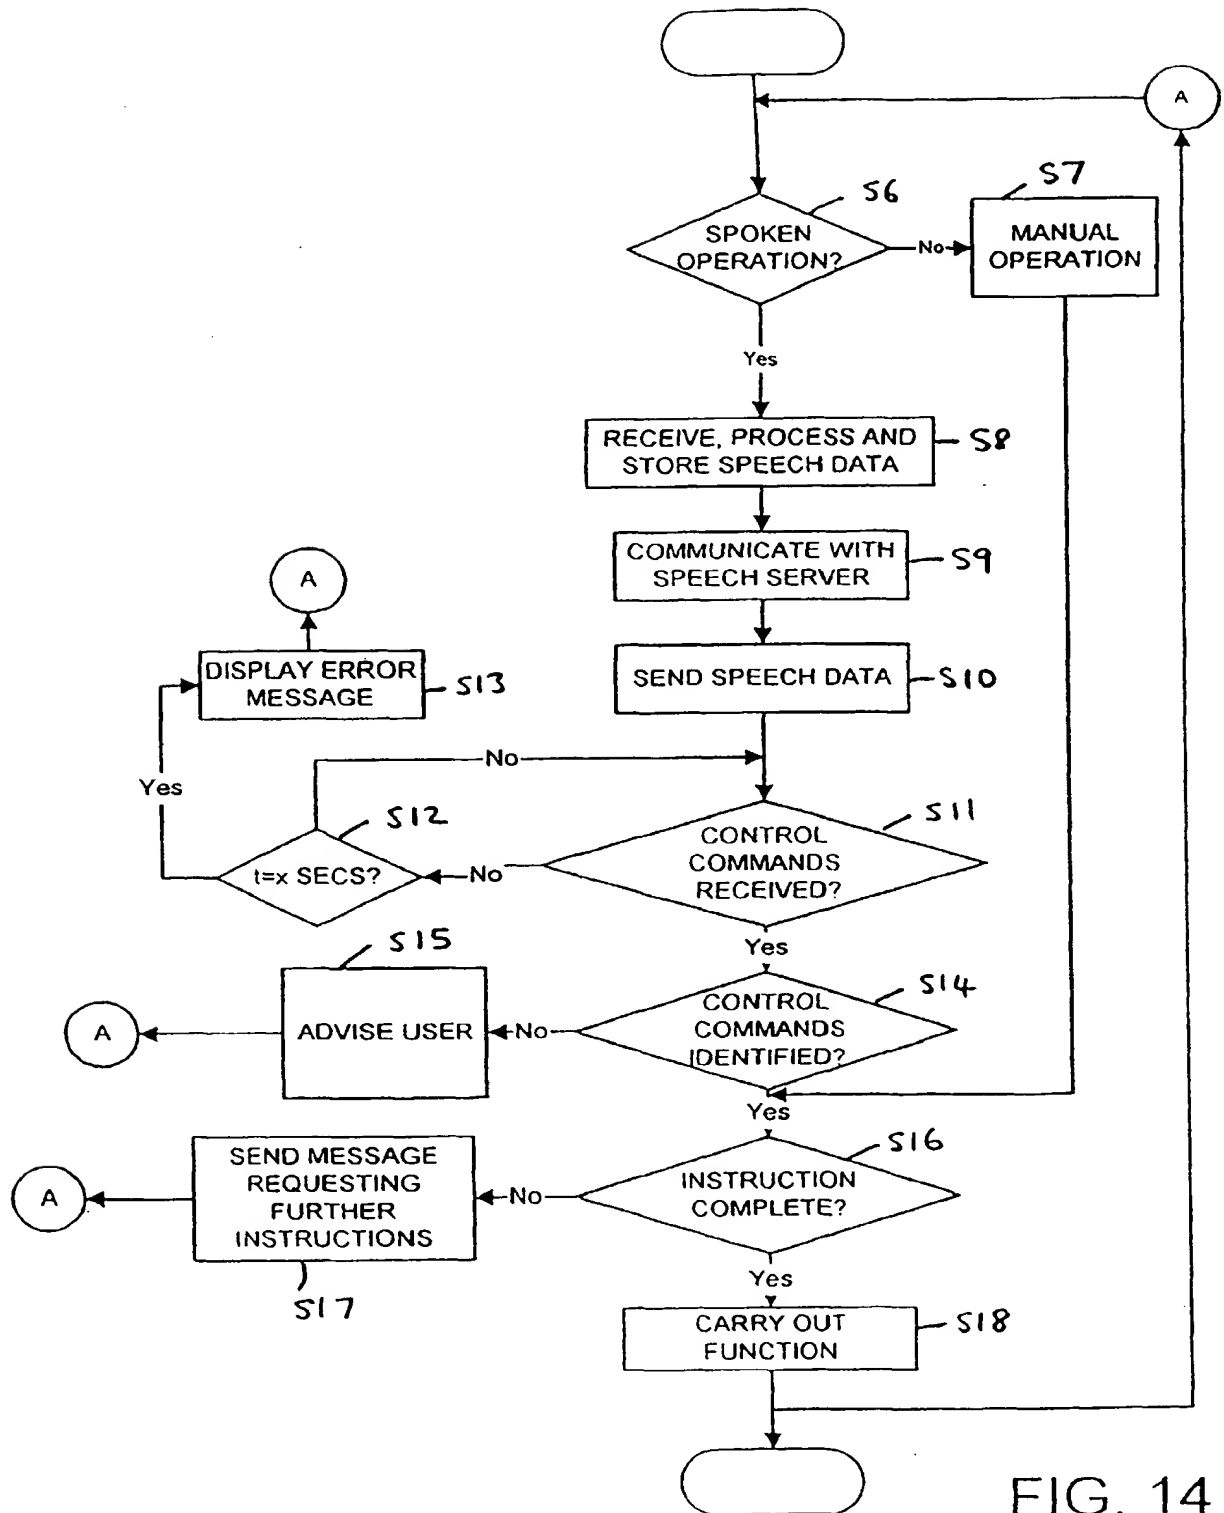 A
S6
S7
SPOKEN
OPERATION?
No
MANUAL
OPERATION
Yes
RECEIVE, PROCESS AND
STORE SPEECH DATA
S8
COMMUNICATE WITH
SPEECH SERVER
S9
A
DISPLAY ERROR
MESSAGE
S13
SEND SPEECH DATA
S10
No
Yes
S12
t=x SECS?
No
S11
CONTROL
COMMANDS
RECEIVED?
Yes
S15
A
ADVISE USER
No
S14
CONTROL
COMMANDS
IDENTIFIED?
Yes
A
SEND MESSAGE
REQUESTING
FURTHER
INSTRUCTIONS
S17
No
S16
INSTRUCTION
COMPLETE?
Yes
CARRY OUT
FUNCTION
S18
FIG. 14